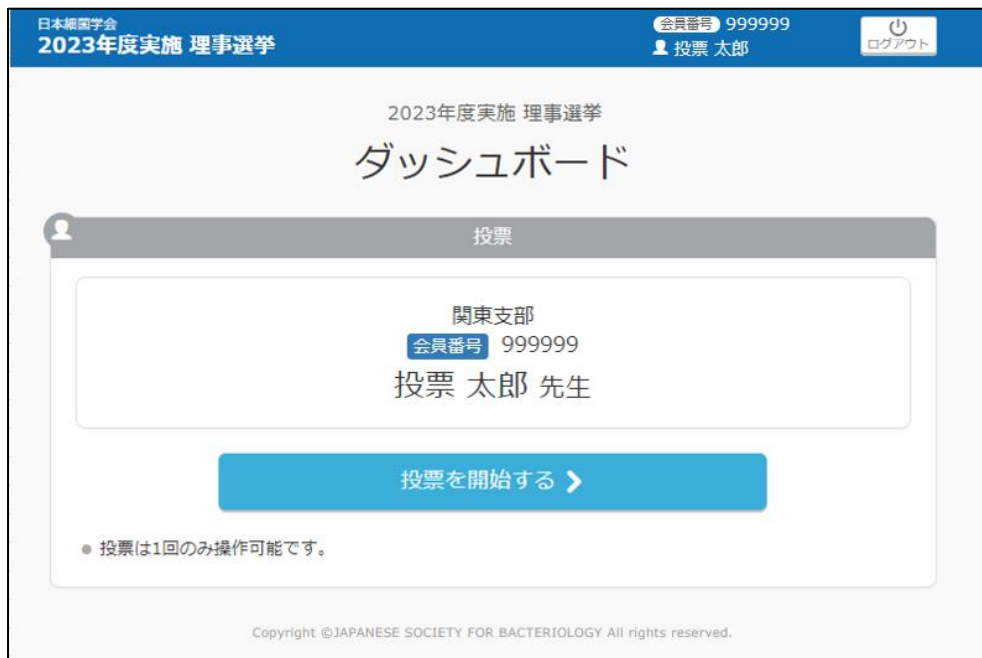 日本細菌学会
2023年度実施 理事選挙
会員番号 999999
投票 太郎
ログアウト
2023年度実施 理事選挙
ダッシュボード
投票
関東支部
会員番号 999999
投票 太郎 先生
投票を開始する
投票は1回のみ操作可能です。
Copyright ©JAPANESE SOCIETY FOR BACTERIOLOGY All rights reserved.